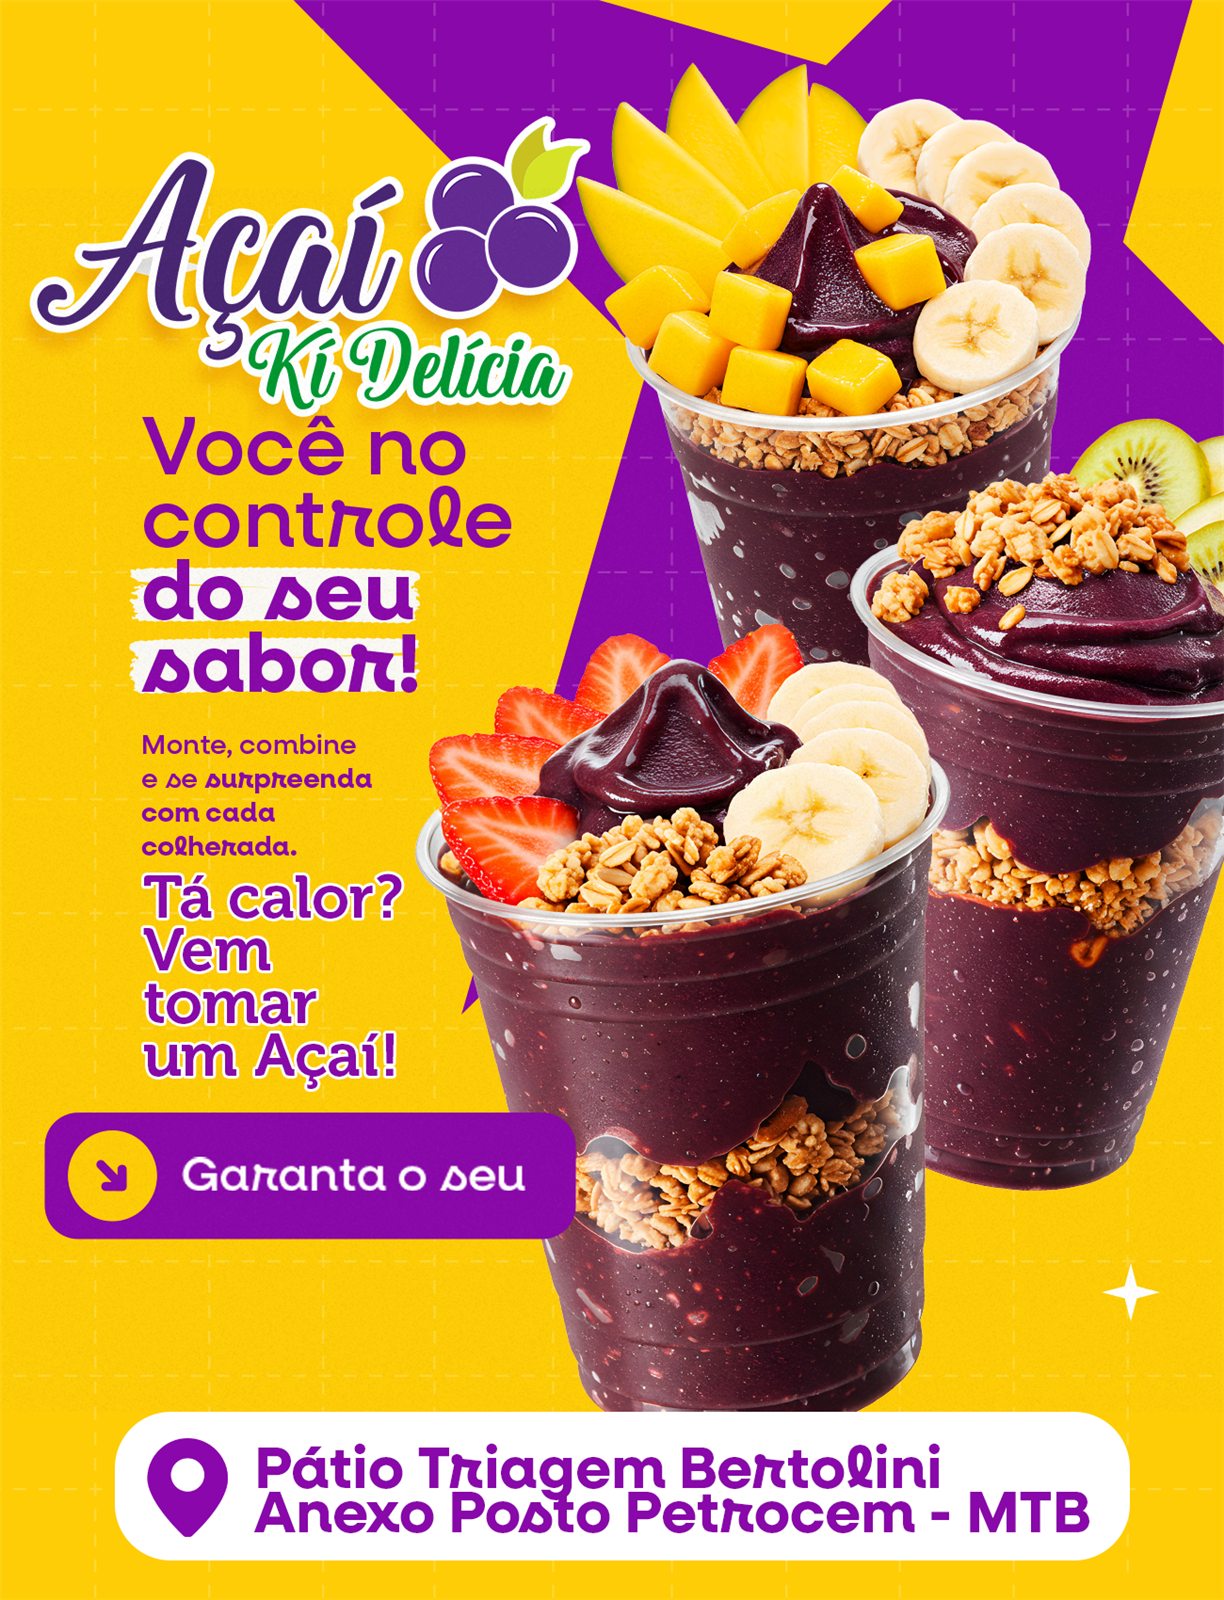 Açaí
Kí Delícia
Você no
controle
do seu
sabor!
Monte, combine
e se surpreenda
com cada
colherada.
Tá calor?
Vem
tomar
um Açaí!
Garanta o seu
Pátio Triagem Bertolini
Anexo Posto Petrocem - MTB